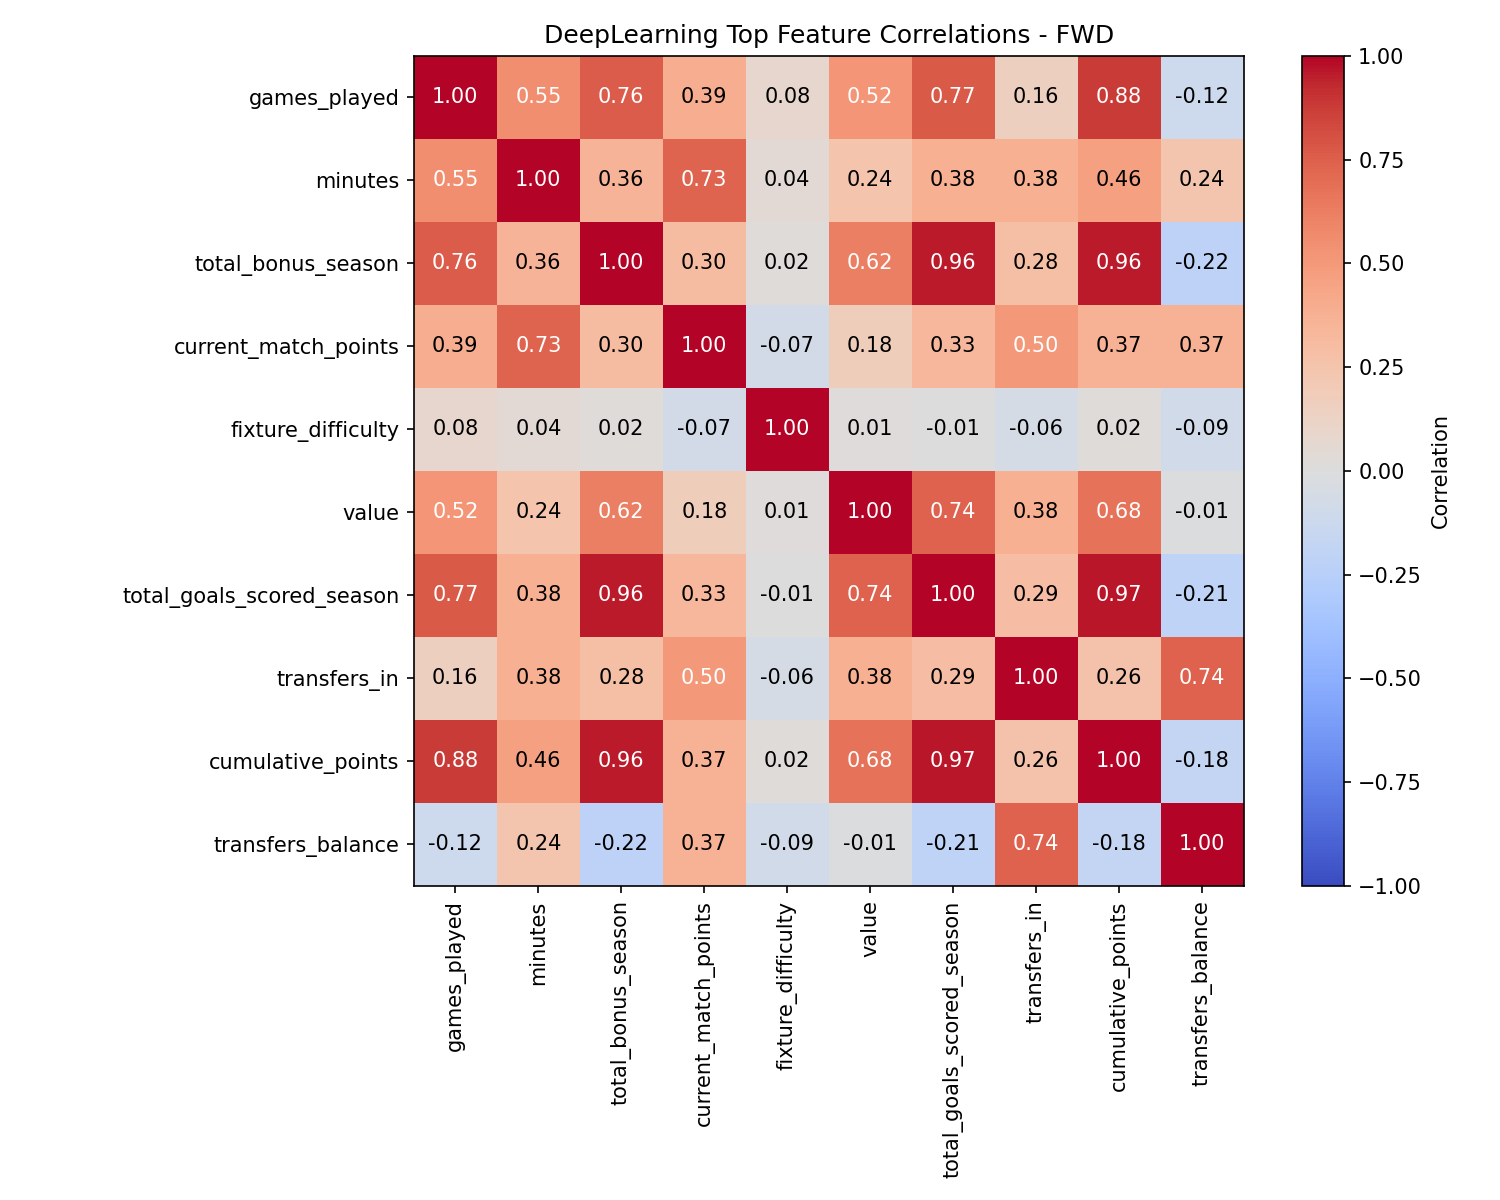 DeepLearning Top Feature Correlations - FWD
games_played 1.00 0.55 0.76 0.39 0.08 0.52 0.77 0.16 0.88 -0.12
minutes 0.55 1.00 0.36 0.73 0.04 0.24 0.38 0.38 0.46 0.24
total_bonus_season 0.76 0.36 1.00 0.30 0.02 0.62 0.96 0.28 0.96 -0.22
current_match_points 0.39 0.73 0.30 1.00 -0.07 0.18 0.33 0.50 0.37 0.37
fixture_difficulty 0.08 0.04 0.02 -0.07 1.00 0.01 -0.01 -0.06 0.02 -0.09
value 0.52 0.24 0.62 0.18 0.01 1.00 0.74 0.38 0.68 -0.01
total_goals_scored_season 0.77 0.38 0.96 0.33 -0.01 0.74 1.00 0.29 0.97 -0.21
transfers_in 0.16 0.38 0.28 0.50 -0.06 0.38 0.29 1.00 0.26 0.74
cumulative_points 0.88 0.46 0.96 0.37 0.02 0.68 0.97 0.26 1.00 -0.18
transfers_balance -0.12 0.24 -0.22 0.37 -0.09 -0.01 -0.21 0.74 -0.18 1.00
games_played
minutes
total_bonus_season
current_match_points
fixture_difficulty
value
total_goals_scored_season
transfers_in
cumulative_points
transfers_balance
1.00
0.75
0.50
0.25
0.00
−0.25
−0.50
−0.75
−1.00
Correlation